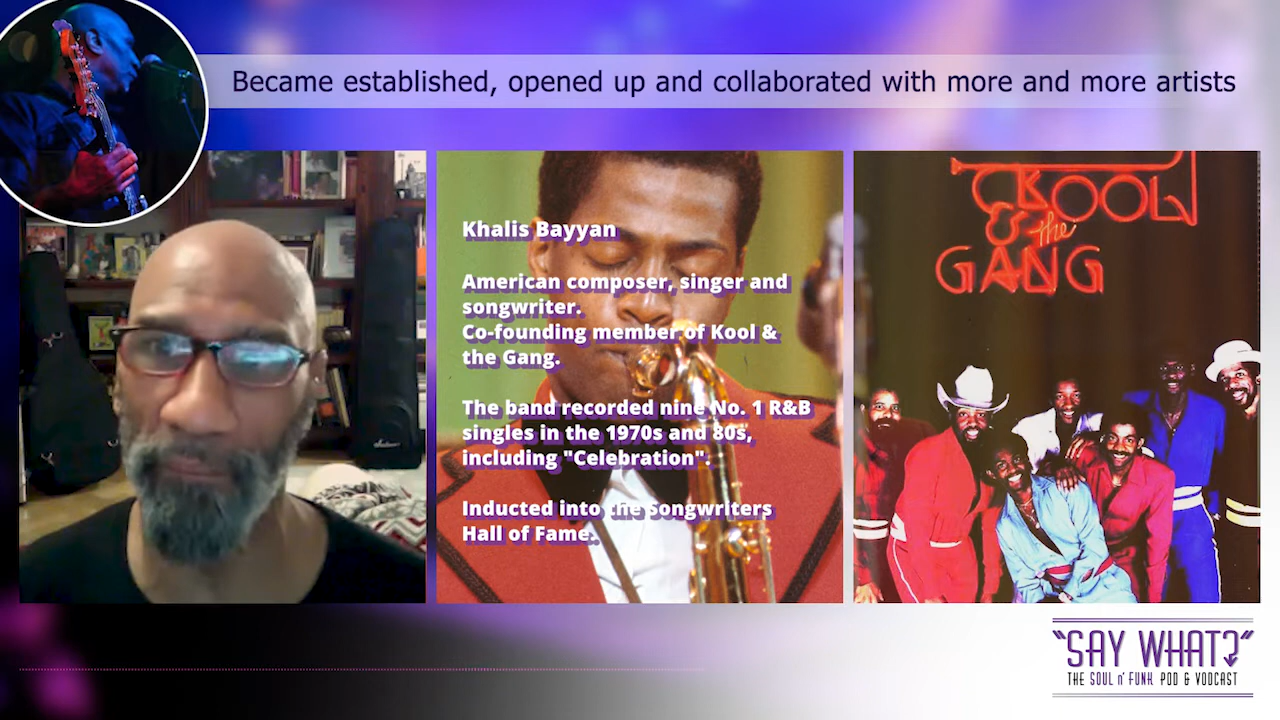 Became established, opened up and collaborated with more and more artists
Khalis Bayyan
American composer, singer and
songwriter.
Co-founding member of Kool &
the Gang.
The band recorded nine No. 1 R&B
singles in the 1970s and 80s,
including "Celebration".
Inducted into the Songwriters
Hall of Fame.
KOOL
& the
GANG
"SAY WHAT?"
THE SOUL n' FUNK POD & VODCAST